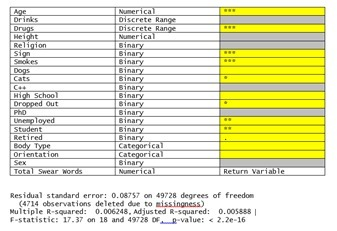 Age Numerical ***
Drinks Discrete Range
Drugs Discrete Range ***
Height Numerical
Religion Binary
Sign Binary ***
Smokes Binary ***
Dogs Binary
Cats Binary *
C++ Binary
High School Binary
Dropped Out Binary *
PhD Binary
Unemployed Binary **
Student Binary **
Retired Binary .
Body Type Categorical
Orientation Categorical
Sex Binary
Total Swear Words Numerical Return Variable
Residual standard error: 0.08757 on 49728 degrees of freedom
(4714 observations deleted due to missingness)
Multiple R-squared: 0.006248, Adjusted R-squared: 0.005888
F-statistic: 17.37 on 18 and 49728 DF, p-value: < 2.2e-16